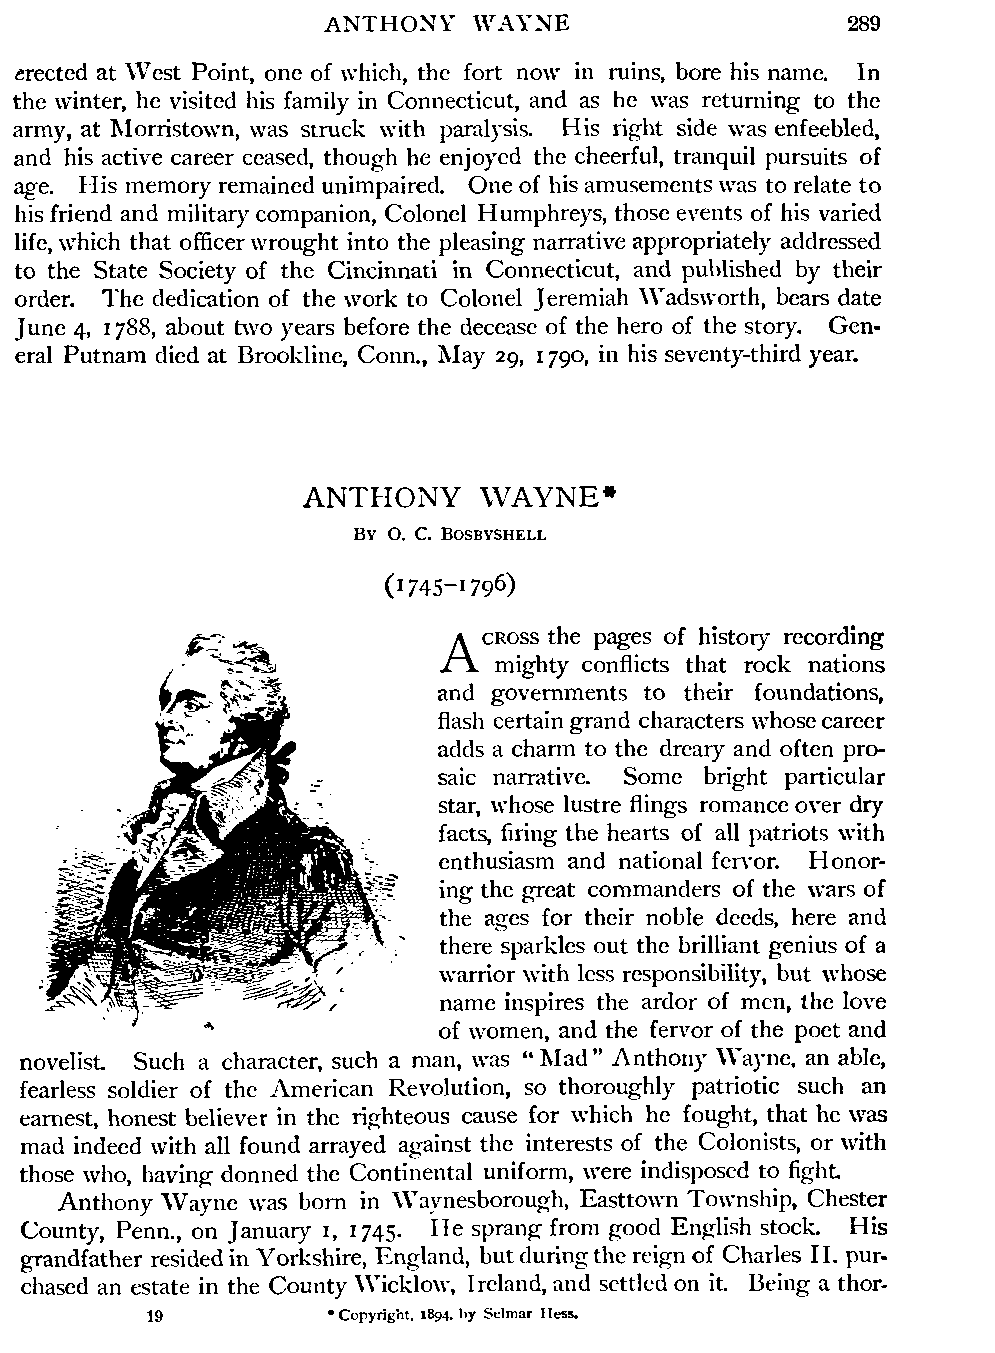 ANTHONY WAYNE 289
erected at West Point, one of which, the fort now in ruins, bore his name. In
the winter, he visited his family in Connecticut, and as he was returning to the
army, at Morristown, was struck with paralysis. His right side was enfeebled,
and his active career ceased, though he enjoyed the cheerful, tranquil pursuits of
age. His memory remained unimpaired. One of his amusements was to relate to
his friend and military companion, Colonel Humphreys, those events of his varied
life, which that officer wrought into the pleasing narrative appropriately addressed
to the State Society of the Cincinnati in Connecticut, and published by their
order. The dedication of the work to Colonel Jeremiah Wadsworth, bears date
June 4, 1788, about two years before the decease of the hero of the story. Gen-
eral Putnam died at Brookline, Conn., May 29, 1790, in his seventy-third year.
ANTHONY WAYNE*
By O. C. Bosbyshell
(1745–1796)
Across the pages of history recording
mighty conflicts that rock nations
and governments to their foundations,
flash certain grand characters whose career
adds a charm to the dreary and often pro-
saic narrative. Some bright particular
star, whose lustre flings romance over dry
facts, firing the hearts of all patriots with
enthusiasm and national fervor. Honor-
ing the great commanders of the wars of
the ages for their noble deeds, here and
there sparkles out the brilliant genius of a
warrior with less responsibility, but whose
name inspires the ardor of men, the love
of women, and the fervor of the poet and
novelist. Such a character, such a man, was “Mad” Anthony Wayne, an able,
fearless soldier of the American Revolution, so thoroughly patriotic such an
earnest, honest believer in the righteous cause for which he fought, that he was
mad indeed with all found arrayed against the interests of the Colonists, or with
those who, having donned the Continental uniform, were indisposed to fight.
Anthony Wayne was born in Waynesborough, Easttown Township, Chester
County, Penn., on January 1, 1745. He sprang from good English stock. His
grandfather resided in Yorkshire, England, but during the reign of Charles II. pur-
chased an estate in the County Wicklow, Ireland, and settled on it. Being a thor-
19 * Copyright, 1894, by Selmar Hess.